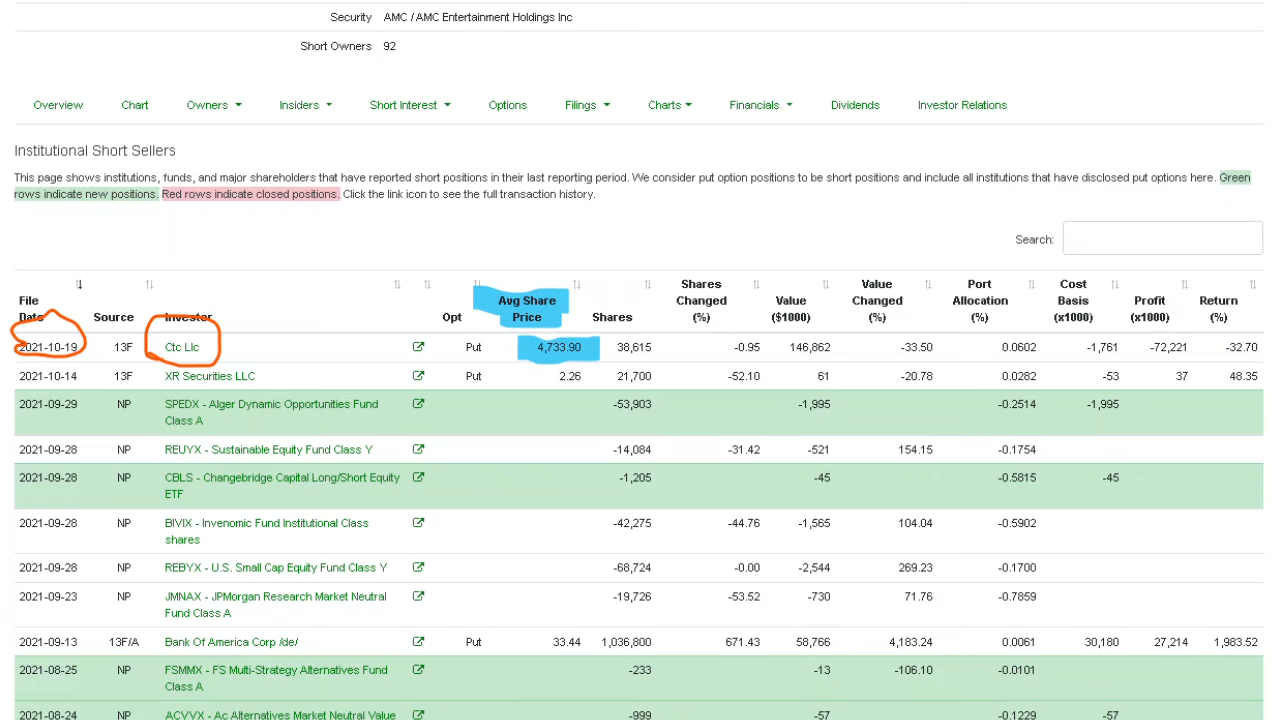 Security AMC / AMC Entertainment Holdings Inc
Short Owners 92
Overview Chart Owners Insiders Short Interest Options Filings Charts Financials Dividends Investor Relations
Institutional Short Sellers
This page shows institutions, funds, and major shareholders that have reported short positions in their last reporting period. We consider put option positions to be short positions and include all institutions that have disclosed put options here. Green
rows indicate new positions. Red rows indicate closed positions. Click the link icon to see the full transaction history.
Search:
File Date Source Investor Opt Avg Share Price Shares Shares Changed (%) Value ($1000) Value Changed (%) Port Allocation (%) Cost Basis (x1000) Profit (x1000) Return (%)
2021-10-19 13F Ctc Llc Put 4,733.90 38,615 -0.95 146,862 -33.50 0.0602 -1,761 -72,221 -32.70
2021-10-14 13F XR Securities LLC Put 2.26 21,700 -52.10 61 -20.78 0.0282 -53 37 48.35
2021-09-29 NP SPEDX - Alger Dynamic Opportunities Fund -53,903 -1,995 -0.2514 -1,995
Class A
2021-09-28 NP REUYX - Sustainable Equity Fund Class Y -14,084 -31.42 -521 154.15 -0.1754
2021-09-28 NP CBLS - Changebridge Capital Long/Short Equity -1,205 -45 -0.5815 -45
ETF
2021-09-28 NP BIVIX - Invenomic Fund Institutional Class -42,275 -44.76 -1,565 104.04 -0.5902
shares
2021-09-28 NP REBYX - U.S. Small Cap Equity Fund Class Y -68,724 -0.00 -2,544 269.23 -0.1700
2021-09-23 NP JMNAX - JPMorgan Research Market Neutral -19,726 -53.52 -730 71.76 -0.7859
Fund Class A
2021-09-13 13F/A Bank Of America Corp /de/ Put 33.44 1,036,800 671.43 58,766 4,183.24 0.0061 30,180 27,214 1,983.52
2021-08-25 NP FSMMX - FS Multi-Strategy Alternatives Fund -233 -13 -106.10 -0.0101
Class A
2021-08-24 NP ACVVX - Ac Alternatives Market Neutral Value -999 -57 -0.1229 -57